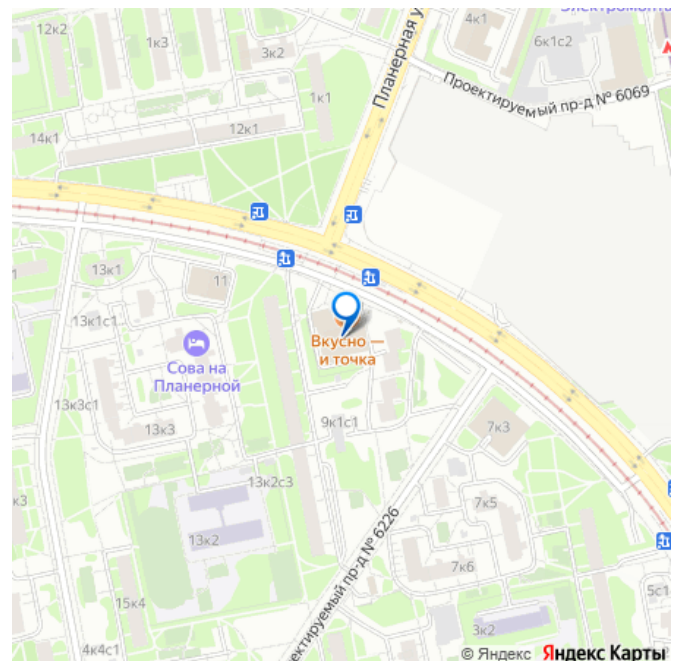 Электромонта
12к2
1к3
3к2
4к1
6к1с2
Планерная у
Проектируемый пр-д № 6069
1к1
14к1
12к1
13к1
11
13к1с1
Вкусно —
и точка
Сова на
Планерной
13к3с1
13к3
9к1с1
7к3
13к2с3
к3
7к5
13к2
ектируемый пр-д № 6226
7к6
15к4
5с1
3к2
4к4с1
© Яндекс Яндекс Карты